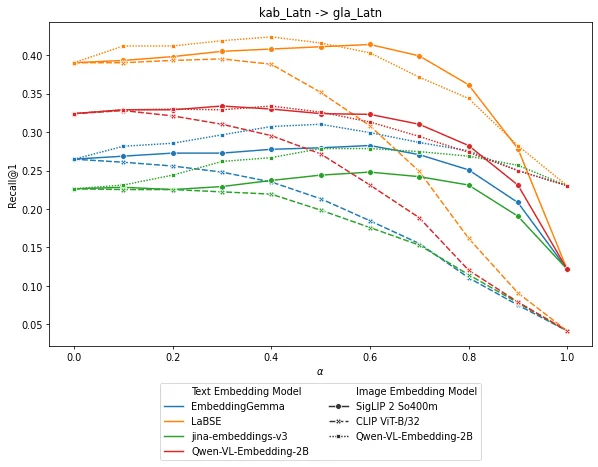 kab_Latn -> gla_Latn
Recall@1
0.40
0.35
0.30
0.25
0.20
0.15
0.10
0.05
0.0
0.2
0.4
0.6
0.8
1.0
α
Text Embedding Model
EmbeddingGemma
LaBSE
jina-embeddings-v3
Qwen-VL-Embedding-2B
Image Embedding Model
SigLIP 2 So400m
CLIP ViT-B/32
Qwen-VL-Embedding-2B